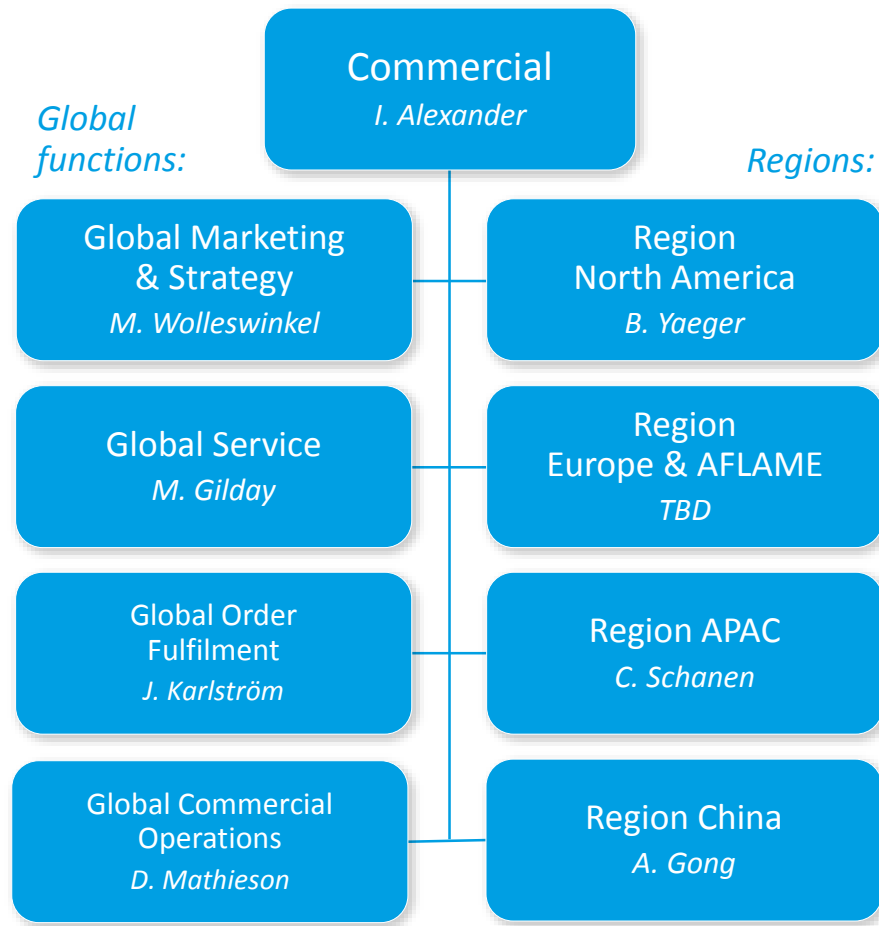 Commercial
I. Alexander
Global
functions:
Regions:
Global Marketing
& Strategy
M. Wolleswinkel
Region
North America
B. Yaeger
Global Service
M. Gilday
Region
Europe & AFLAME
TBD
Global Order
Fulfilment
J. Karlström
Region APAC
C. Schanen
Global Commercial
Operations
D. Mathieson
Region China
A. Gong